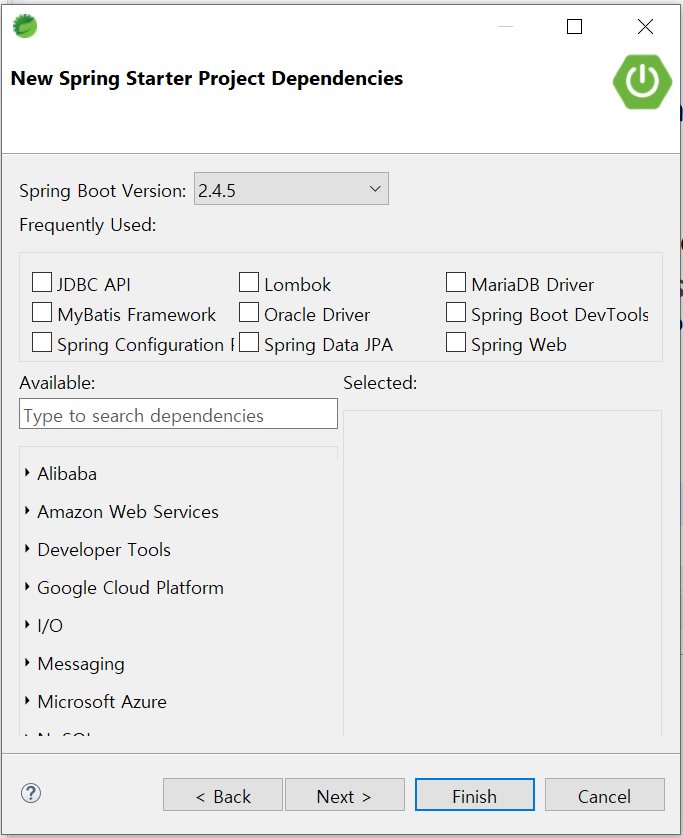 New Spring Starter Project Dependencies
Spring Boot Version: 2.4.5
Frequently Used:
JDBC API Lombok MariaDB Driver
MyBatis Framework Oracle Driver Spring Boot DevTools
Spring Configuration Spring Data JPA Spring Web
Available: Selected:
Type to search dependencies
Alibaba
Amazon Web Services
Developer Tools
Google Cloud Platform
I/O
Messaging
Microsoft Azure
? < Back Next > Finish Cancel